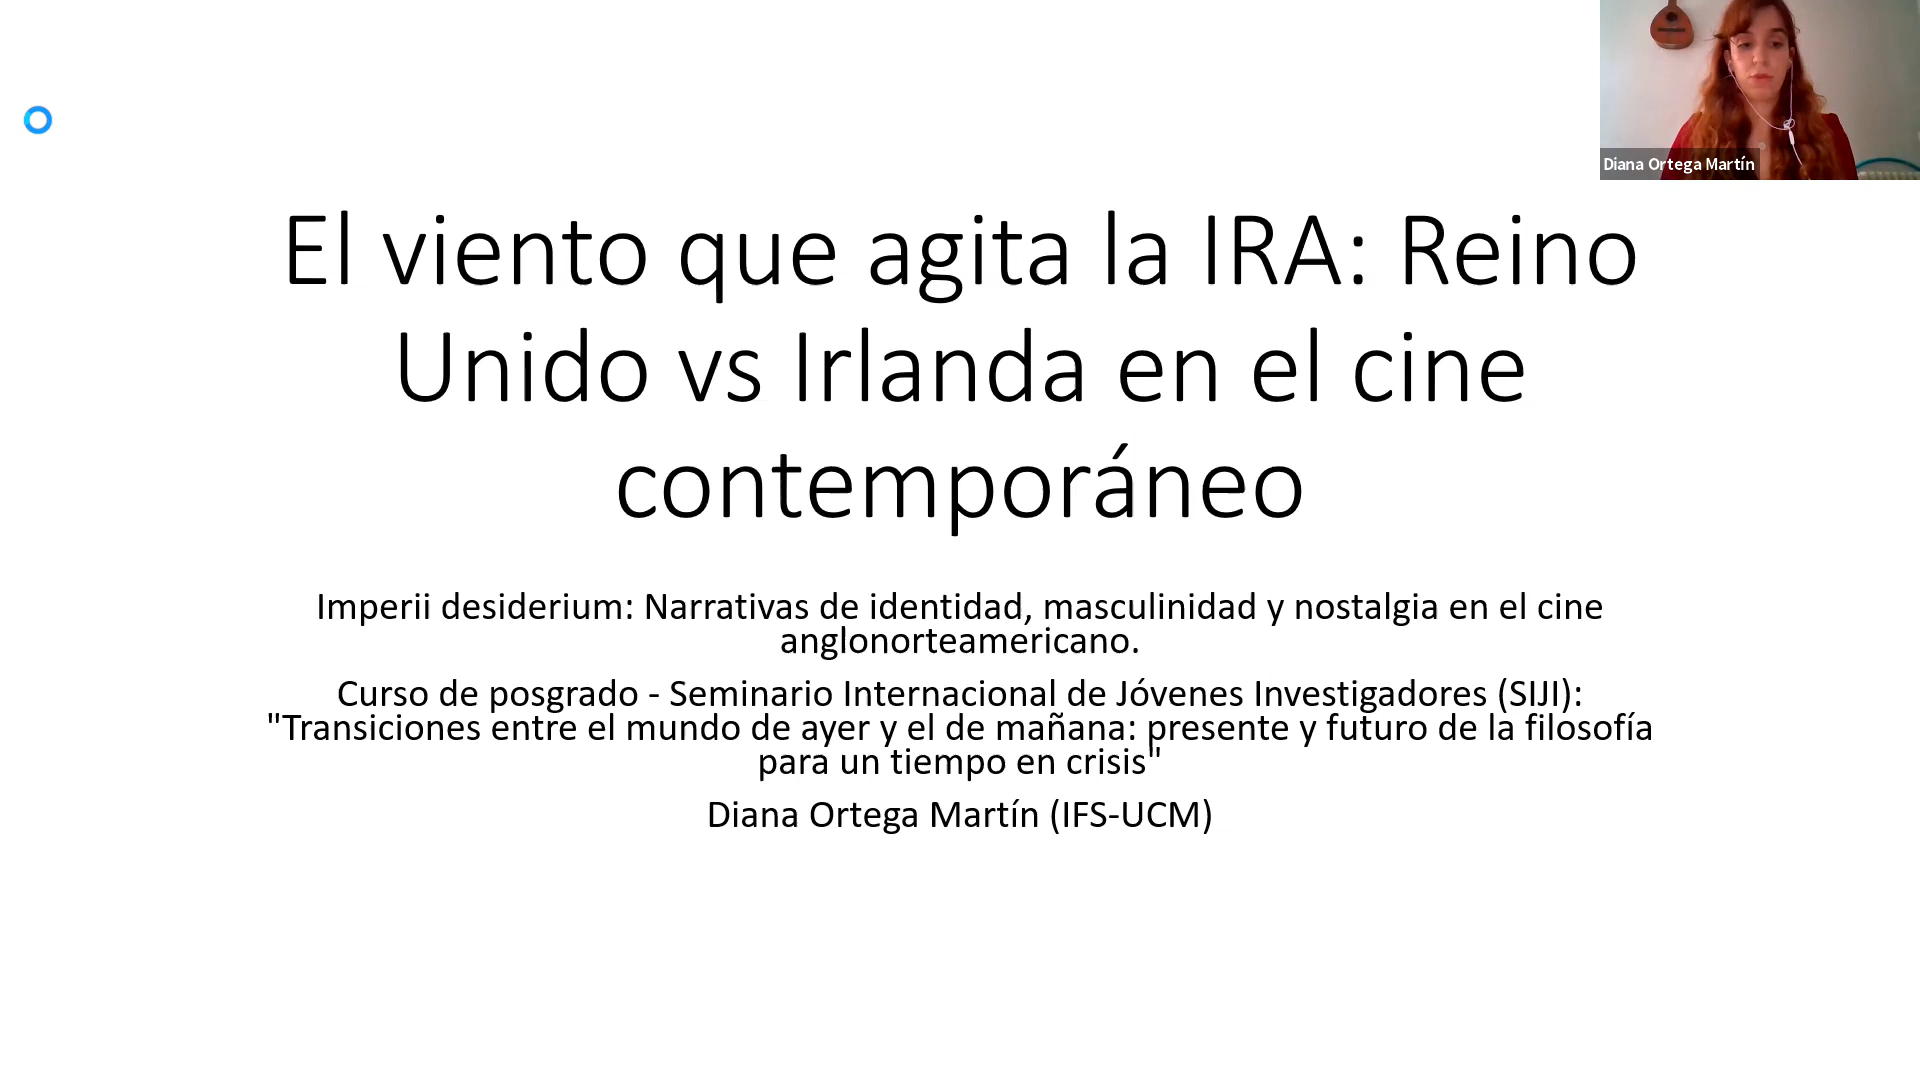 Diana Ortega Martín
El viento que agita la IRA: Reino
Unido vs Irlanda en el cine
contemporáneo
Imperii desiderium: Narrativas de identidad, masculinidad y nostalgia en el cine
anglonorteamericano.
Curso de posgrado - Seminario Internacional de Jóvenes Investigadores (SIJI):
"Transiciones entre el mundo de ayer y el de mañana: presente y futuro de la filosofía
para un tiempo en crisis"
Diana Ortega Martín (IFS-UCM)